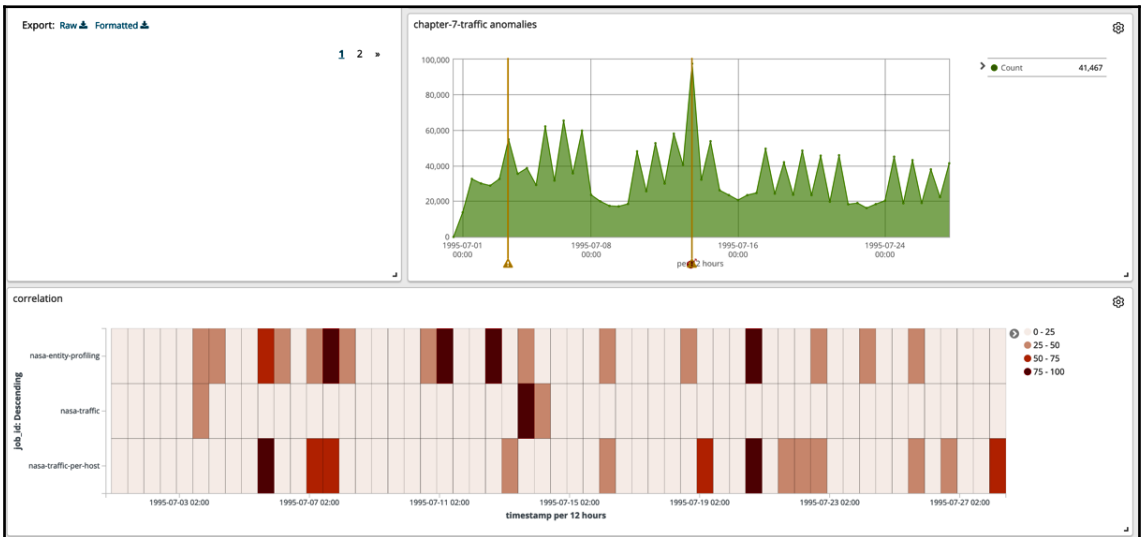 Export: Raw Formatted
1 2 »
chapter-7-traffic anomalies
100,000
80,000
60,000
40,000
20,000
0
1995-07-01 00:00
1995-07-08 00:00
1995-07-16 00:00
1995-07-24 00:00
hours
Count 41,467
correlation
job_id: Descending
nasa-entity-profiling
nasa-traffic
nasa-traffic-per-host
1995-07-03 02:00
1995-07-07 02:00
1995-07-11 02:00
1995-07-15 02:00
1995-07-19 02:00
1995-07-23 02:00
1995-07-27 02:00
timestamp per 12 hours
0 - 25
25 - 50
50 - 75
75 - 100